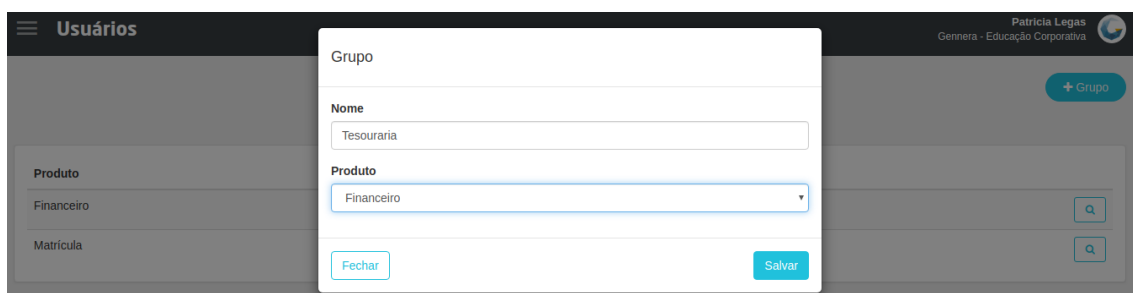 Usuários
Patricia Legas
Gennera - Educação Corporativa
+ Grupo
Grupo
Nome
Tesouraria
Produto
Financeiro
Fechar
Salvar
Produto
Financeiro
Matrícula